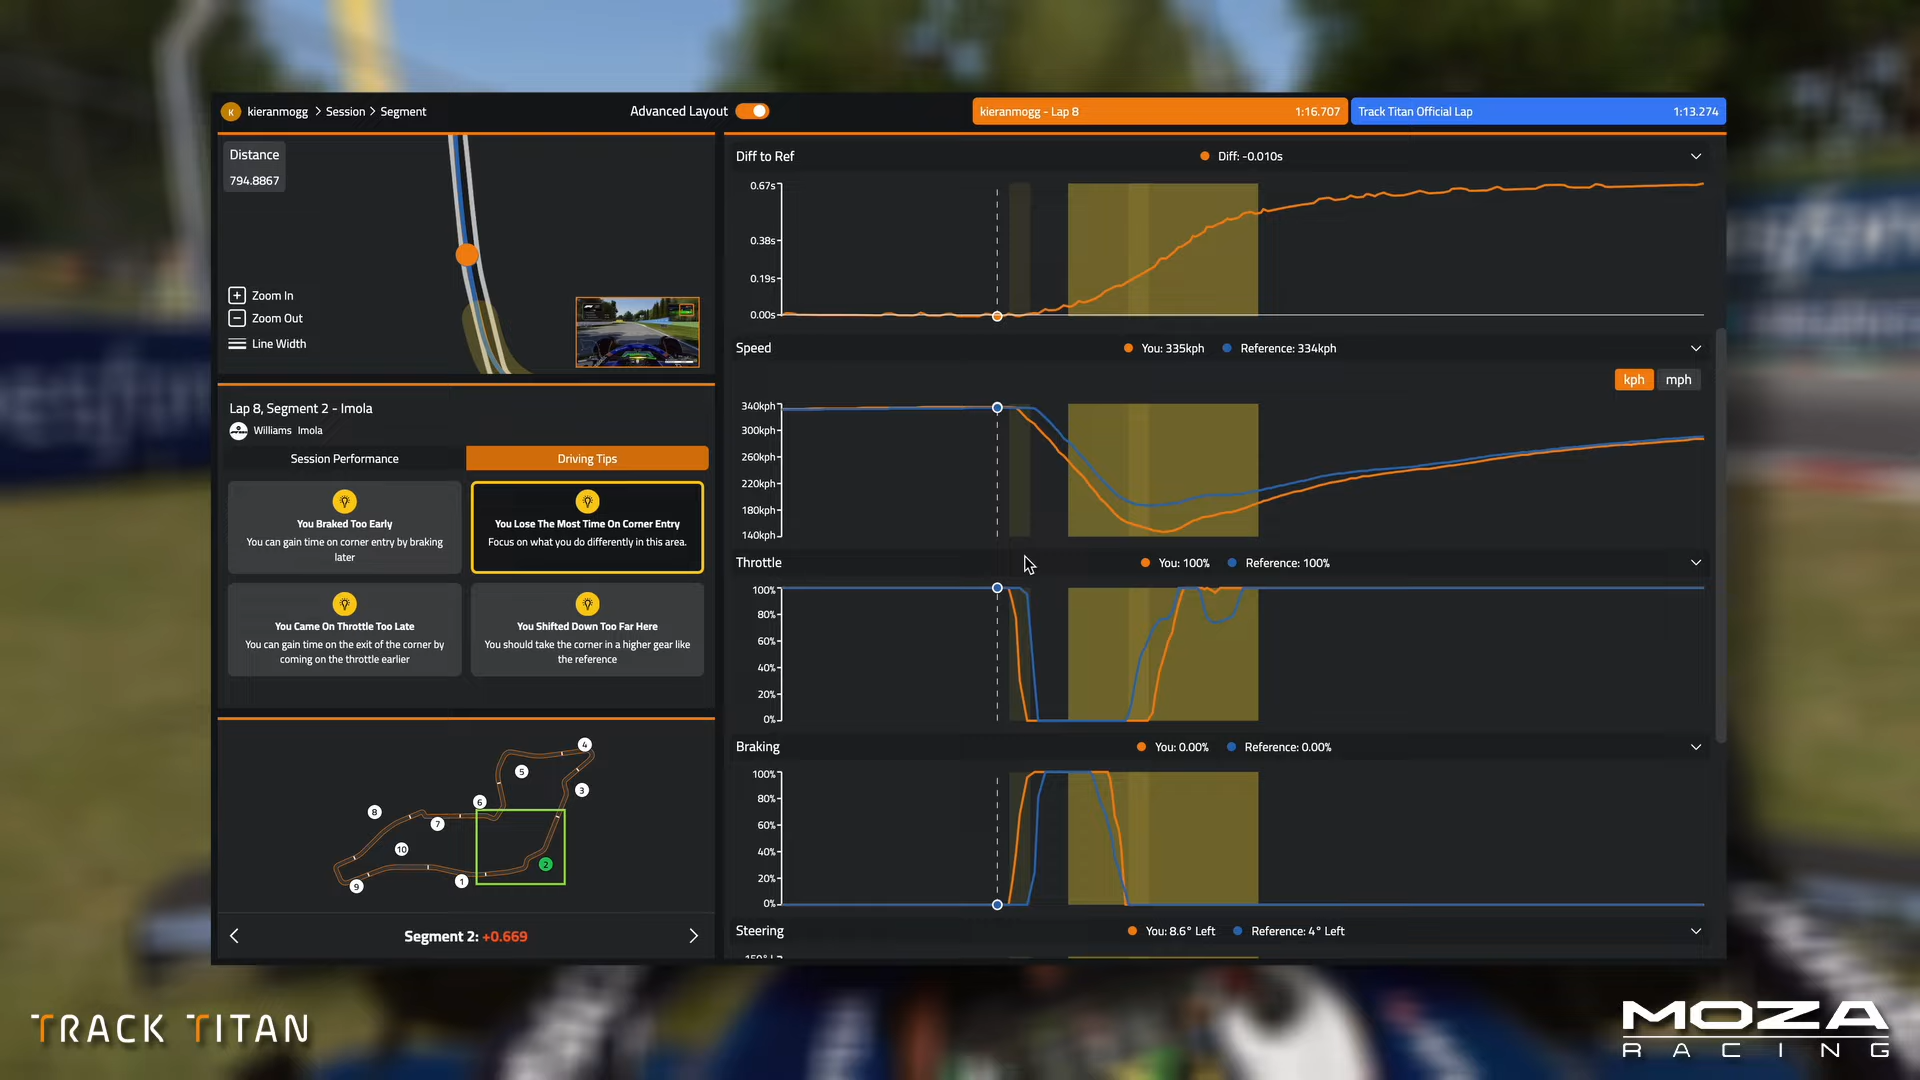 K kieranmogg > Session > Segment
Advanced Layout
kieranmogg - Lap 8 1:16.707
Track Titan Official Lap 1:13.274
Distance
794.8867
+ Zoom In
− Zoom Out
Line Width
Lap 8, Segment 2 - Imola
Williams Imola
Session Performance
Driving Tips
You Braked Too Early
You can gain time on corner entry by braking
later
You Lose The Most Time On Corner Entry
Focus on what you do differently in this area.
You Came On Throttle Too Late
You can gain time on the exit of the corner by
coming on the throttle earlier
You Shifted Down Too Far Here
You should take the corner in a higher gear like
the reference
4
5
3
6
8
7
10
2
1
9
Segment 2: +0.669
Diff to Ref
Diff: -0.010s
0.67s
0.38s
0.19s
0.00s
Speed
You: 335kph
Reference: 334kph
kph
mph
340kph
300kph
260kph
220kph
180kph
140kph
Throttle
You: 100%
Reference: 100%
100%
80%
60%
40%
20%
0%
Braking
You: 0.00%
Reference: 0.00%
100%
80%
60%
40%
20%
0%
Steering
You: 8.6° Left
Reference: 4° Left
TRACK TITAN
MOZA
RACING